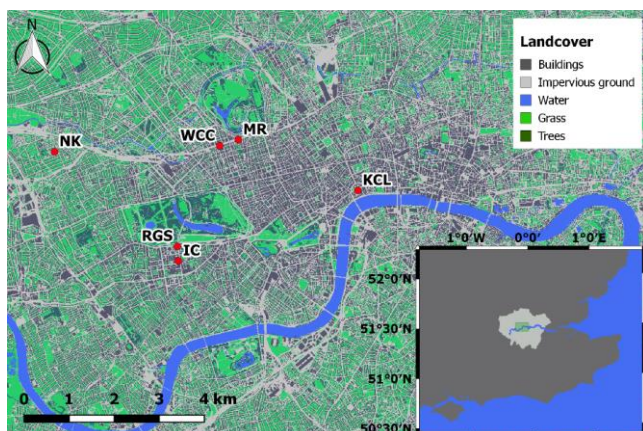 N
Landcover
Buildings
Impervious ground
Water
Grass
Trees
NK
WCC
MR
KCL
RGS
IC
1°0'W 0°0' 1°0'E
52°0'N
51°30'N
51°0'N
50°30'N
0 1 2 3 4 km